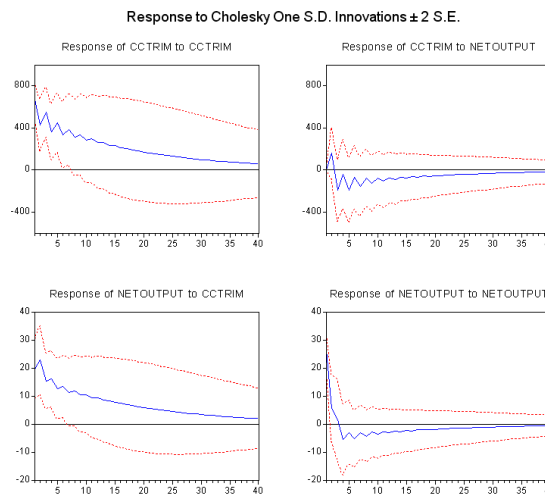 Response to Cholesky One S.D. Innovations ± 2 S.E.
Response of CCTRIM to CCTRIM
Response of CCTRIM to NETOUTPUT
800
400
0
-400
5 10 15 20 25 30 35 40
800
400
0
-400
5 10 15 20 25 30 35
Response of NETOUTPUT to CCTRIM
Response of NETOUTPUT to NETOUTPUT
40
30
20
10
0
-10
-20
5 10 15 20 25 30 35 40
40
30
20
10
0
-10
-20
5 10 15 20 25 30 35